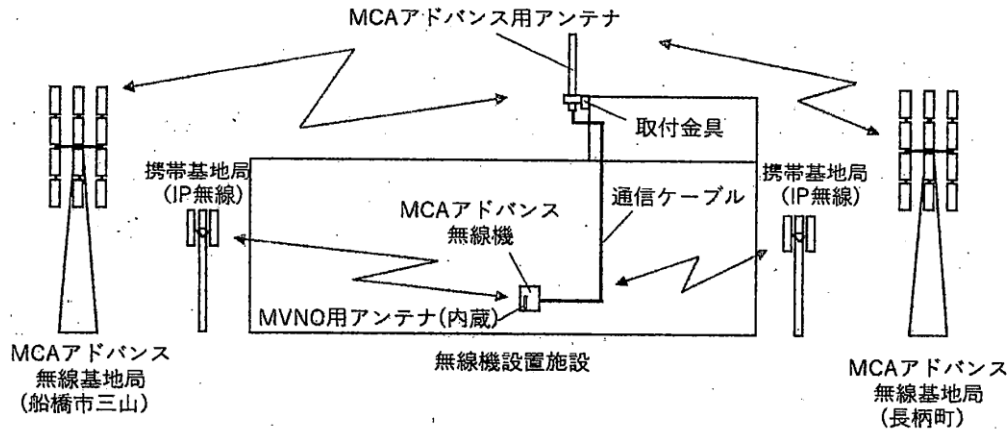 MCAアドバンス用アンテナ
取付金具
携帯基地局
(IP無線)
MCAアドバンス
無線機
通信ケーブル
携帯基地局
(IP無線)
MVNO用アンテナ(内蔵)
無線機設置施設
MCAアドバンス
無線基地局
(船橋市三山)
MCAアドバンス
無線基地局
(長柄町)